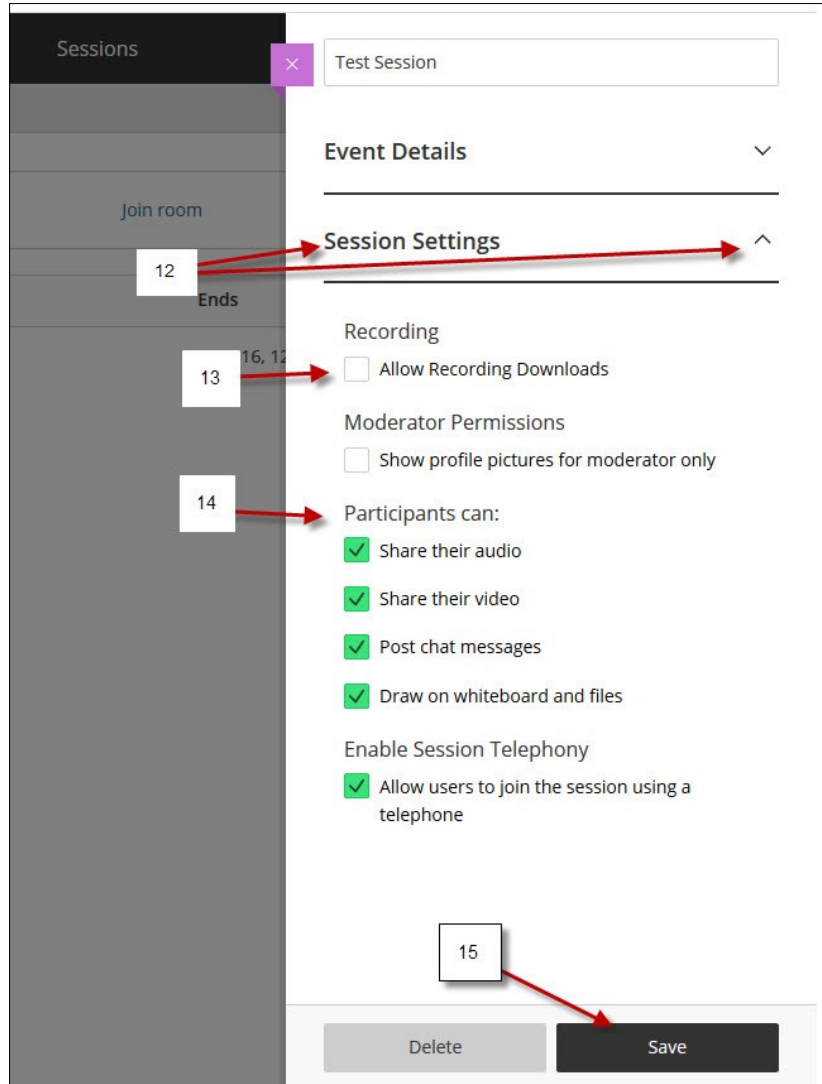 Sessions
Test Session
Event Details
Join room
Session Settings
12
Ends
Recording
16, 12
13
Allow Recording Downloads
Moderator Permissions
Show profile pictures for moderator only
14
Participants can:
Share their audio
Share their video
Post chat messages
Draw on whiteboard and files
Enable Session Telephony
Allow users to join the session using a
telephone
15
Delete
Save